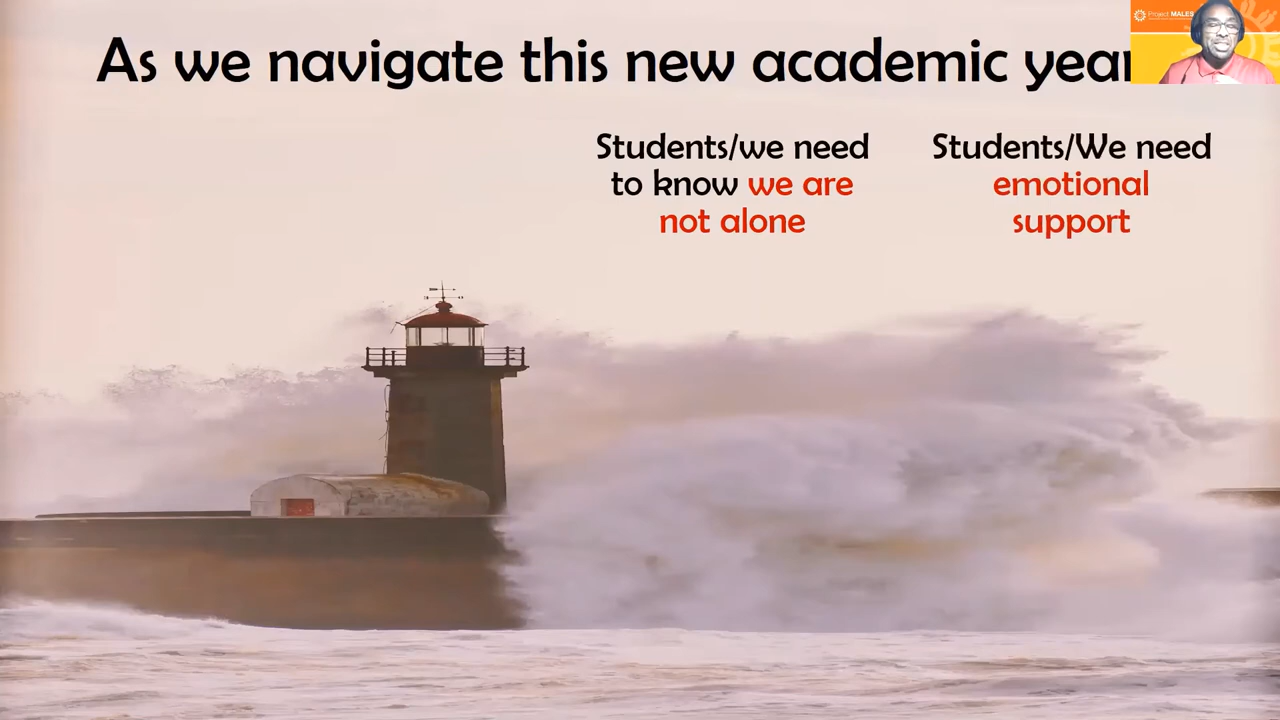 As we navigate this new academic year
Project MALES
Students/we need
to know we are
not alone
Students/We need
emotional
support